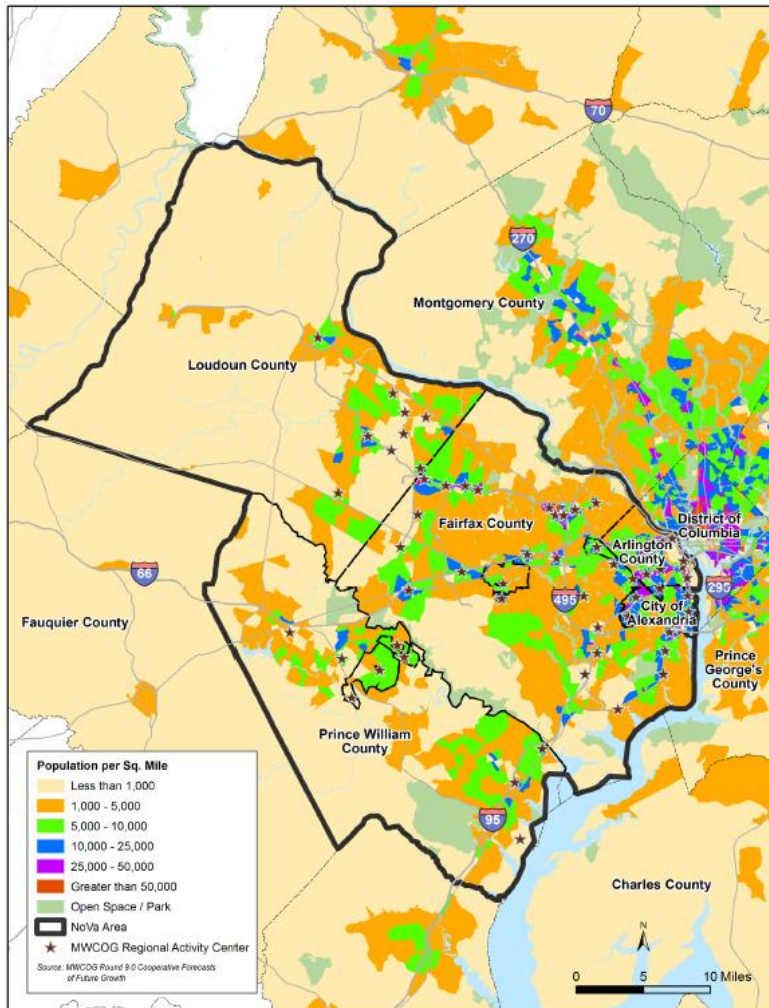 70
270
Montgomery County
Loudoun County
Fairfax County
District of
Columbia
Arlington
County
66
495
295
City of
Alexandria
Fauquier County
Prince
George's
County
Prince William
County
95
Charles County
Population per Sq. Mile
Less than 1,000
1,000 - 5,000
5,000 - 10,000
10,000 - 25,000
25,000 - 50,000
Greater than 50,000
Open Space / Park
NoVa Area
MWCOG Regional Activity Center
Source: MWCOG Round 9.0 Cooperative Forecasts
of Future Growth
N
0 5 10 Miles